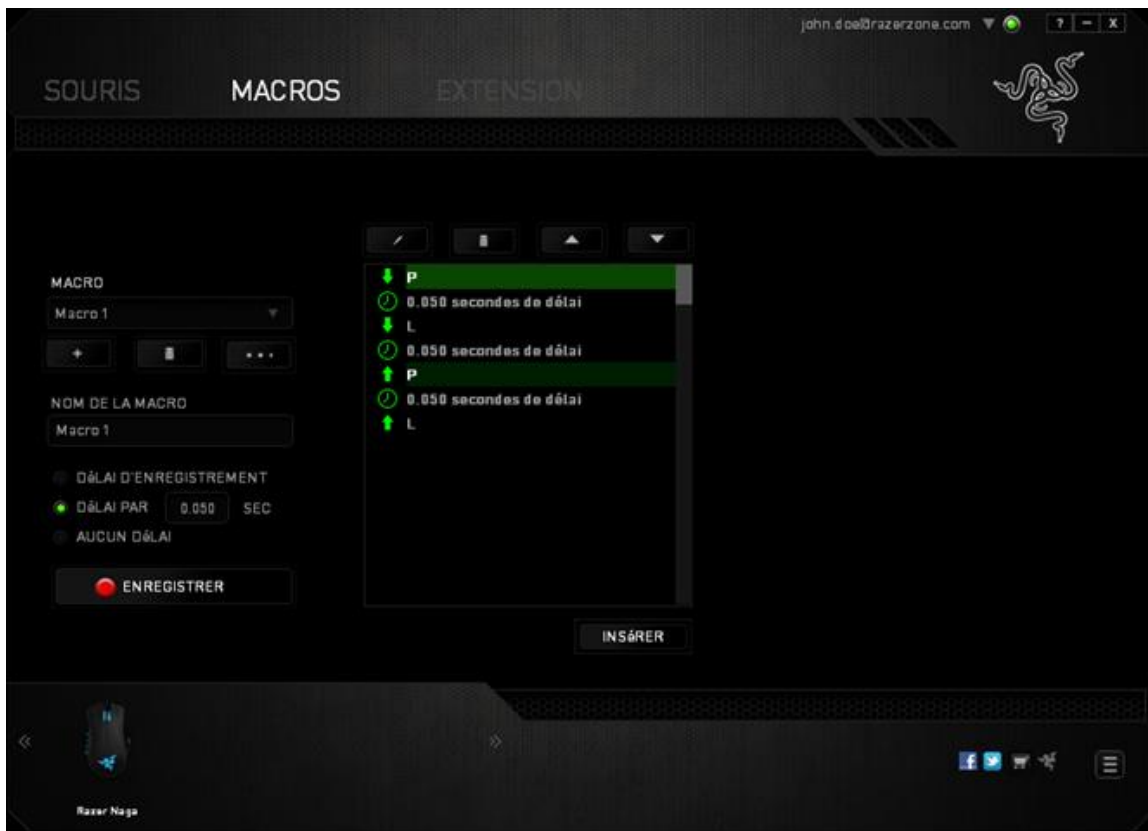 john.doe@razerzone.com
? - X
SOURIS MACROS EXTENSION
MACRO
Macro 1
+
...
NOM DE LA MACRO
Macro 1
DéLAI D'ENREGISTREMENT
DéLAI PAR 0.050 SEC
AUCUN DéLAI
ENREGISTRER
P
0.050 secondes de délai
L
0.050 secondes de délai
P
0.050 secondes de délai
L
INSéRER
Razer Naga